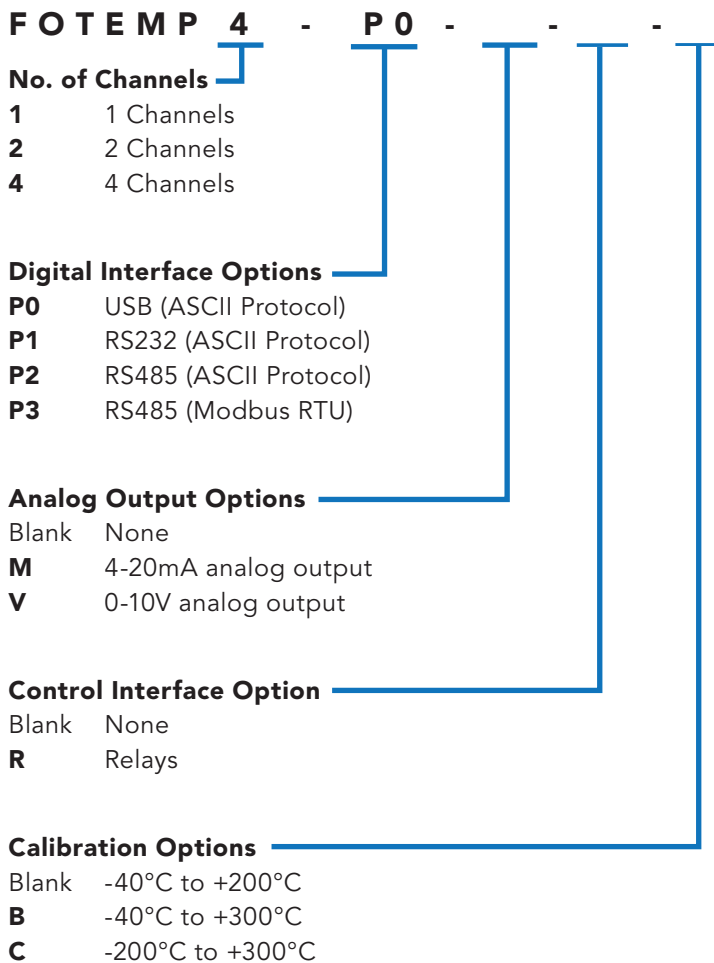 FOTEMP 4 - P0 - - -
No. of Channels
1 1 Channels
2 2 Channels
4 4 Channels
Digital Interface Options
P0 USB (ASCII Protocol)
P1 RS232 (ASCII Protocol)
P2 RS485 (ASCII Protocol)
P3 RS485 (Modbus RTU)
Analog Output Options
Blank None
M 4-20mA analog output
V 0-10V analog output
Control Interface Option
Blank None
R Relays
Calibration Options
Blank -40°C to +200°C
B -40°C to +300°C
C -200°C to +300°C